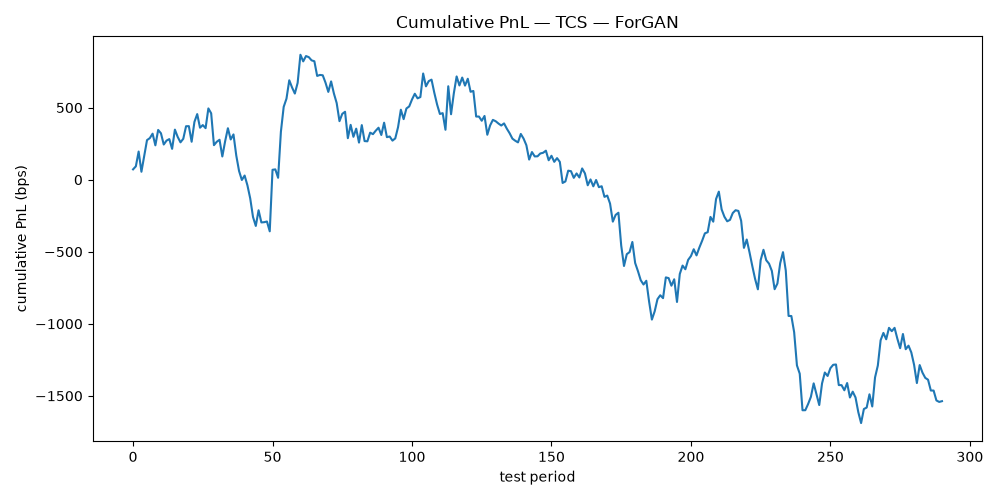 Cumulative PnL — TCS — ForGAN
cumulative PnL (bps)
500
0
−500
−1000
−1500
0 50 100 150 200 250 300
test period